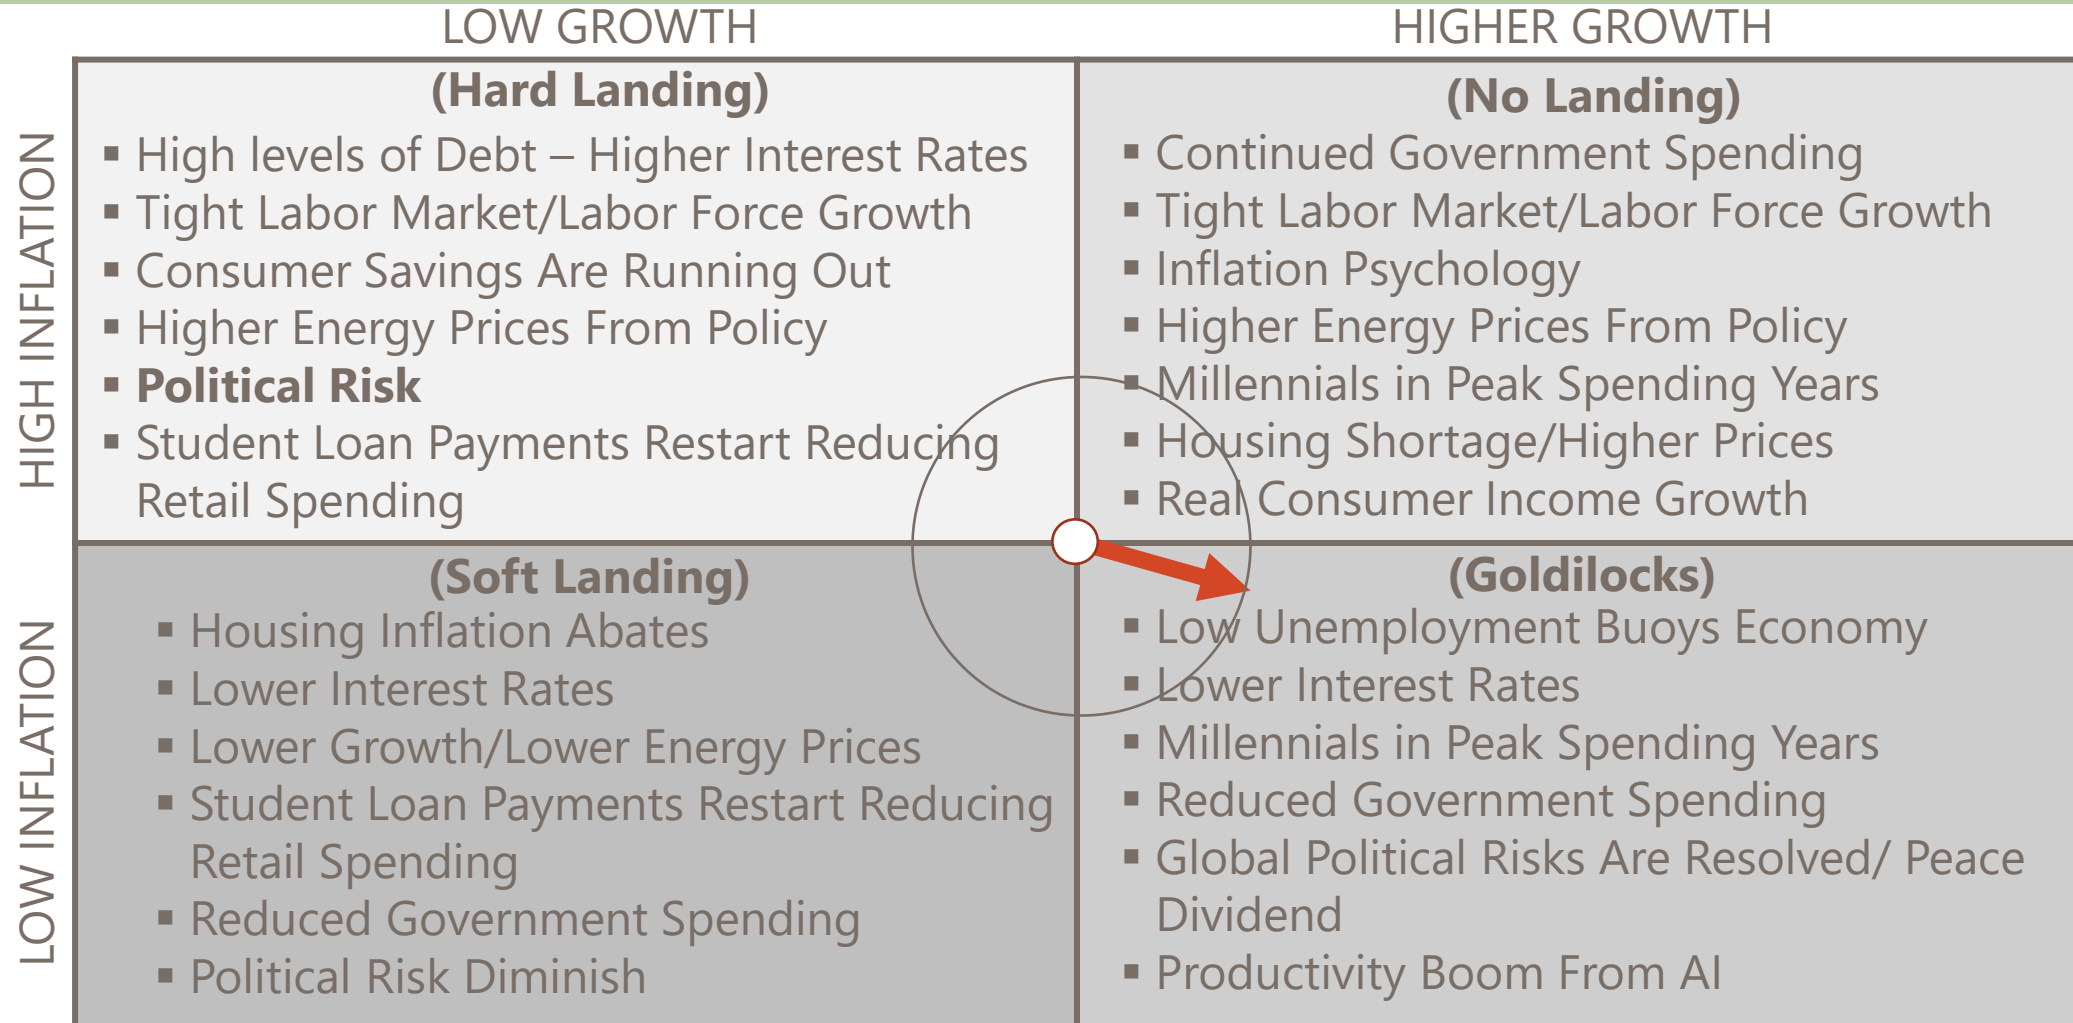 LOW GROWTH
HIGHER GROWTH
HIGH INFLATION
(Hard Landing)
▪ High levels of Debt – Higher Interest Rates
▪ Tight Labor Market/Labor Force Growth
▪ Consumer Savings Are Running Out
▪ Higher Energy Prices From Policy
▪ Political Risk
▪ Student Loan Payments Restart Reducing
Retail Spending
(No Landing)
▪ Continued Government Spending
▪ Tight Labor Market/Labor Force Growth
▪ Inflation Psychology
▪ Higher Energy Prices From Policy
▪ Millennials in Peak Spending Years
▪ Housing Shortage/Higher Prices
▪ Real Consumer Income Growth
LOW INFLATION
(Soft Landing)
▪ Housing Inflation Abates
▪ Lower Interest Rates
▪ Lower Growth/Lower Energy Prices
▪ Student Loan Payments Restart Reducing
Retail Spending
▪ Reduced Government Spending
▪ Political Risk Diminish
(Goldilocks)
▪ Low Unemployment Buoys Economy
▪ Lower Interest Rates
▪ Millennials in Peak Spending Years
▪ Reduced Government Spending
▪ Global Political Risks Are Resolved/ Peace
Dividend
▪ Productivity Boom From AI